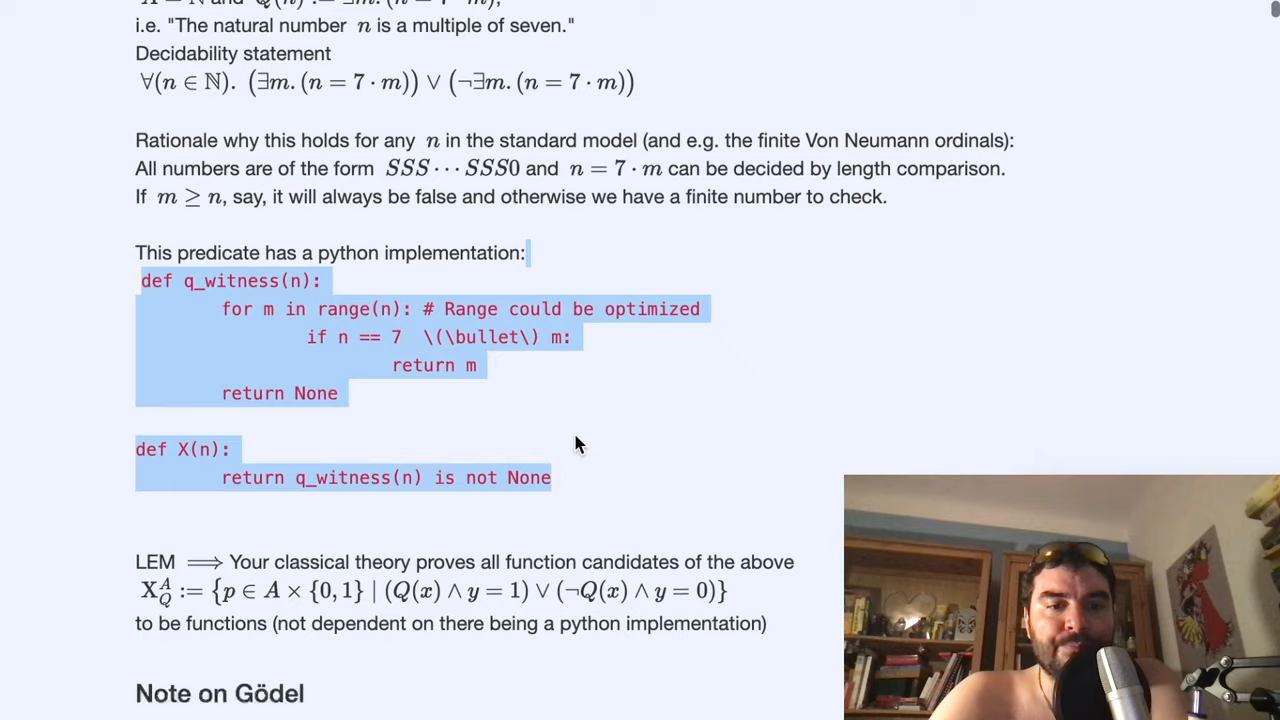 A = ℕ and Q(n) := ∃m. (n = 7 · m),
i.e. "The natural number n is a multiple of seven."
Decidability statement
∀(n ∈ ℕ). (∃m. (n = 7 · m)) ∨ (¬∃m. (n = 7 · m))
Rationale why this holds for any n in the standard model (and e.g. the finite Von Neumann ordinals):
All numbers are of the form SSS⋯SSS0 and n = 7 · m can be decided by length comparison.
If m ≥ n, say, it will always be false and otherwise we have a finite number to check.
This predicate has a python implementation:
def q_witness(n):
for m in range(n): # Range could be optimized
if n == 7 \(\bullet\) m:
return m
return None
def X(n):
return q_witness(n) is not None
LEM ⟹ Your classical theory proves all function candidates of the above
X_Q^A := {p ∈ A × {0, 1} | (Q(x) ∧ y = 1) ∨ (¬Q(x) ∧ y = 0)}
to be functions (not dependent on there being a python implementation)
Note on Gödel